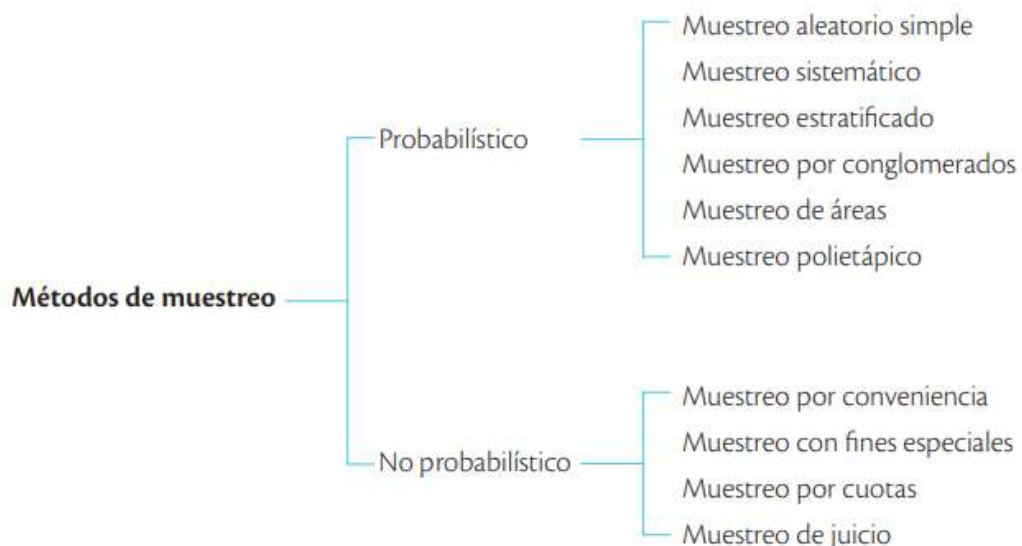 Métodos de muestreo
Probabilístico
Muestreo aleatorio simple
Muestreo sistemático
Muestreo estratificado
Muestreo por conglomerados
Muestreo de áreas
Muestreo polietápico
No probabilístico
Muestreo por conveniencia
Muestreo con fines especiales
Muestreo por cuotas
Muestreo de juicio